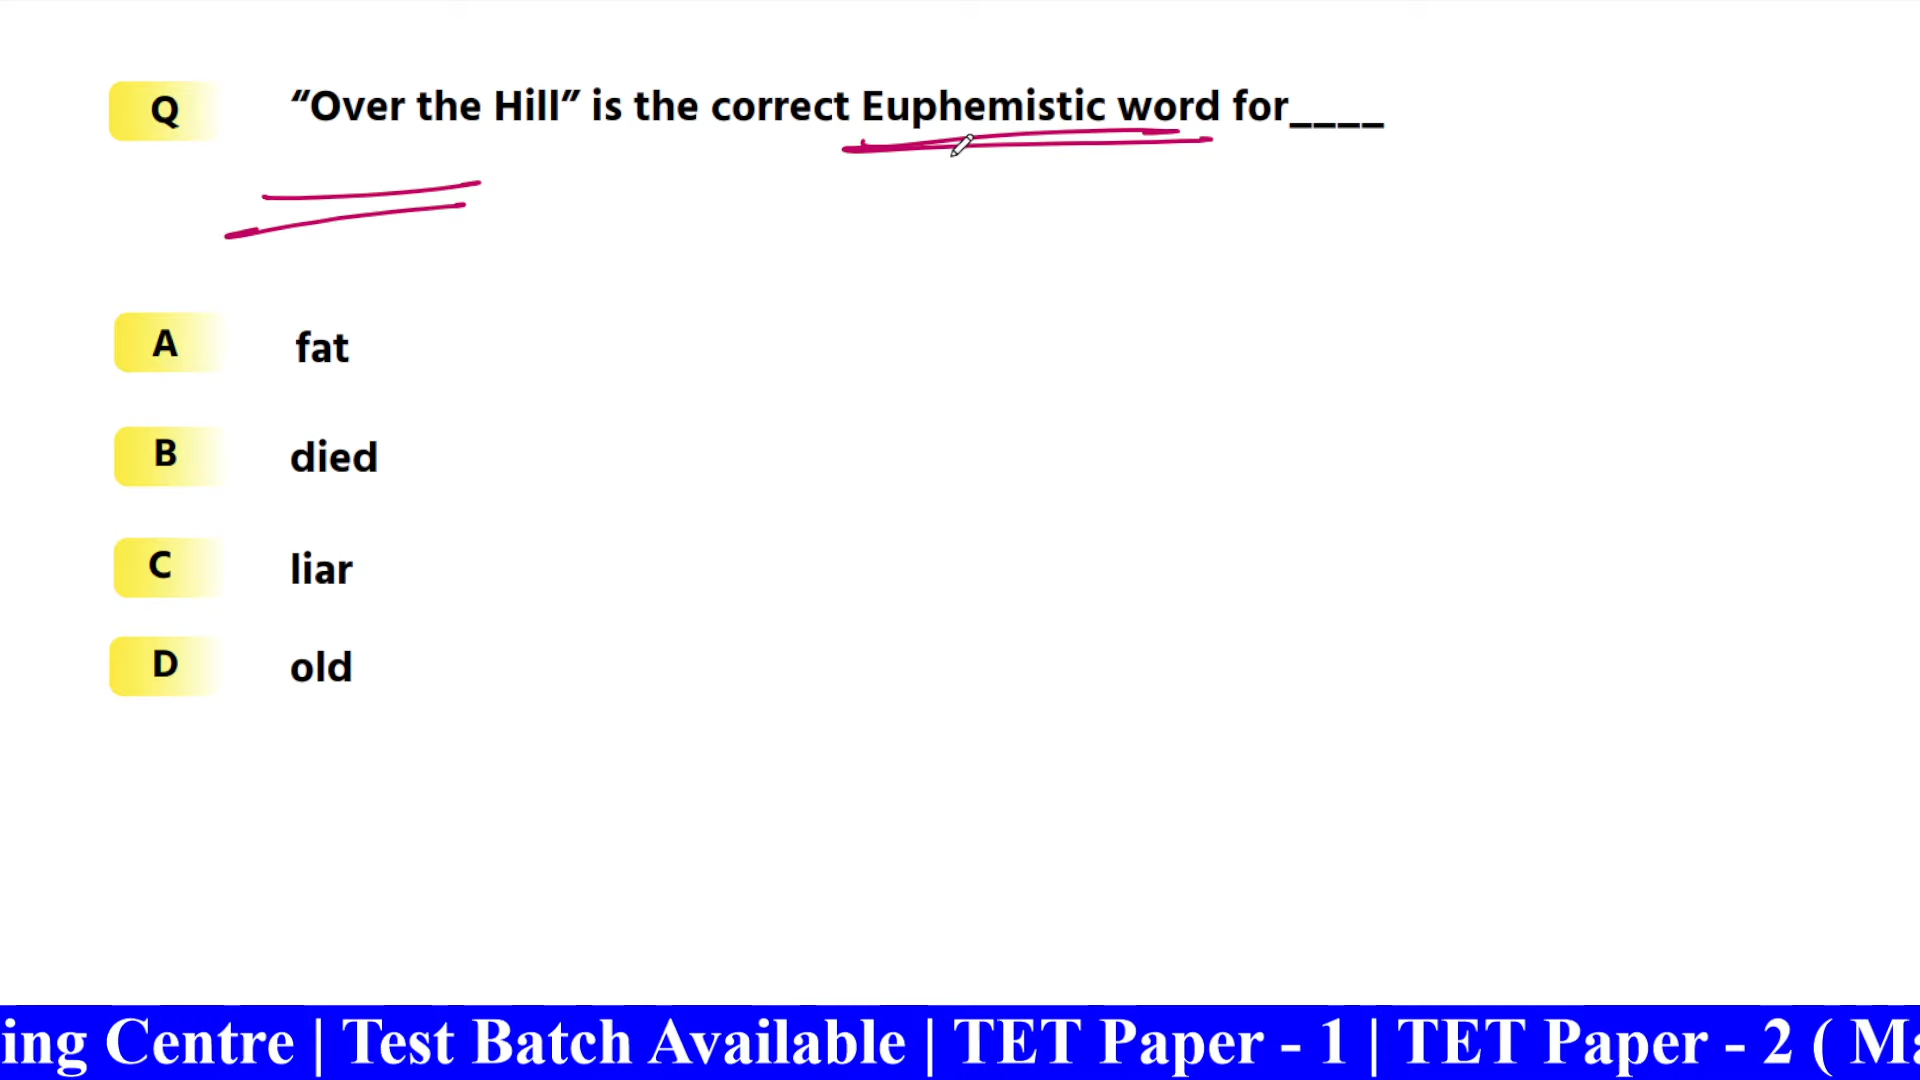 Q “Over the Hill” is the correct Euphemistic word for____
A fat
B died
C liar
D old
ing Centre | Test Batch Available | TET Paper - 1 | TET Paper - 2 ( Ma